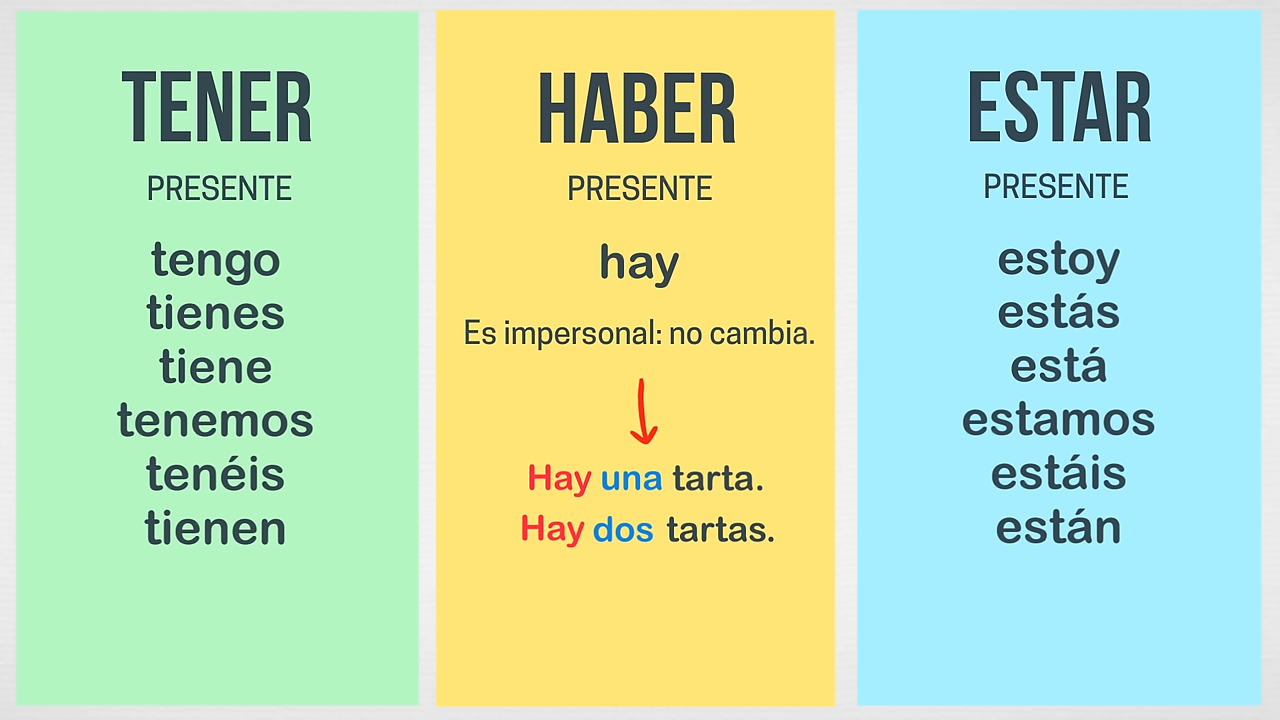 TENER
PRESENTE
tengo
tienes
tiene
tenemos
tenéis
tienen
HABER
PRESENTE
hay
Es impersonal: no cambia.
Hay una tarta.
Hay dos tartas.
ESTAR
PRESENTE
estoy
estás
está
estamos
estáis
están